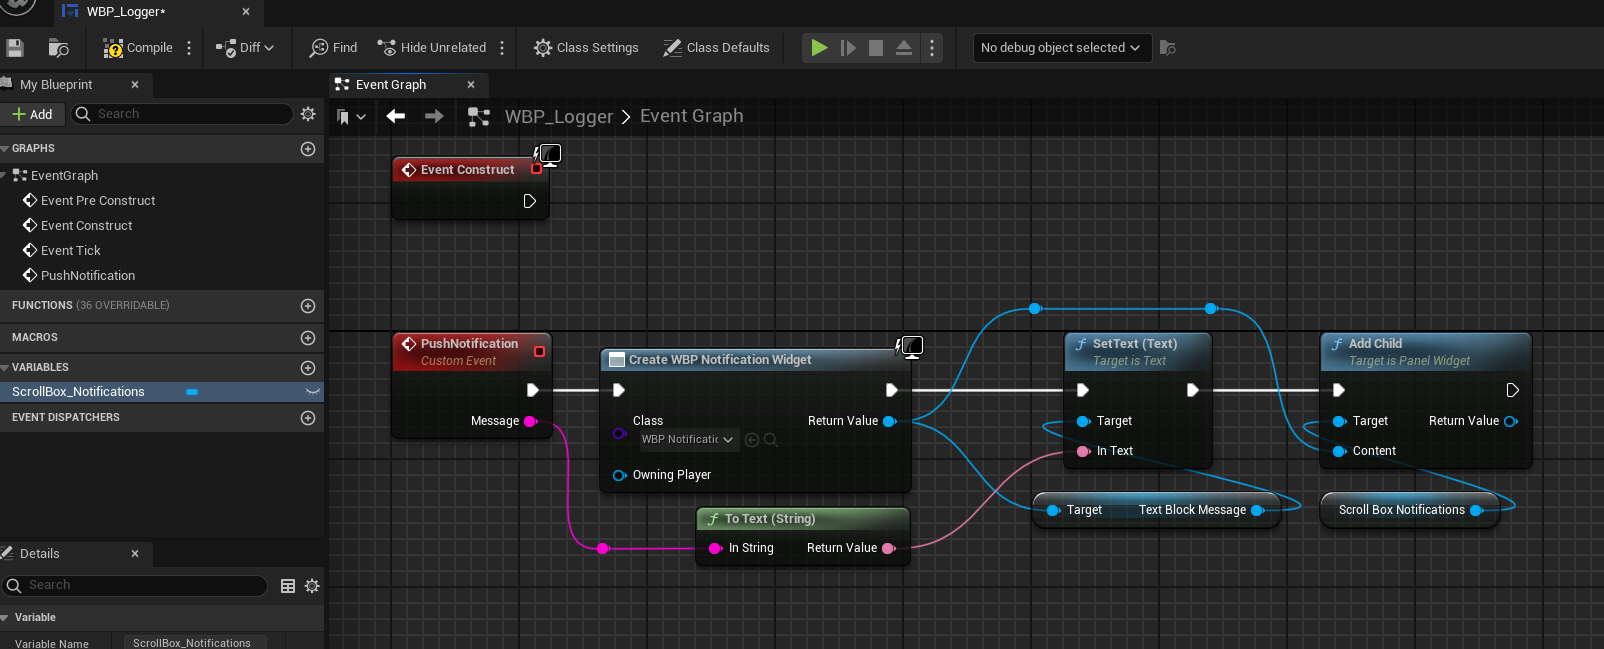 WBP_Logger*
Compile
Diff
Find
Hide Unrelated
Class Settings
Class Defaults
No debug object selected
My Blueprint
Event Graph
Add
Search
WBP_Logger
Event Graph
GRAPHS
EventGraph
Event Pre Construct
Event Construct
Event Tick
PushNotification
FUNCTIONS (36 OVERRIDABLE)
MACROS
VARIABLES
ScrollBox_Notifications
EVENT DISPATCHERS
Details
Search
Variable
Variable Name
ScrollBox_Notifications
Event Construct
PushNotification
Custom Event
Message
Create WBP Notification Widget
Class
WBP Notificatic
Return Value
Owning Player
To Text (String)
In String
Return Value
SetText (Text)
Target is Text
Target
In Text
Target
Text Block Message
Add Child
Target is Panel Widget
Target
Return Value
Content
Scroll Box Notifications